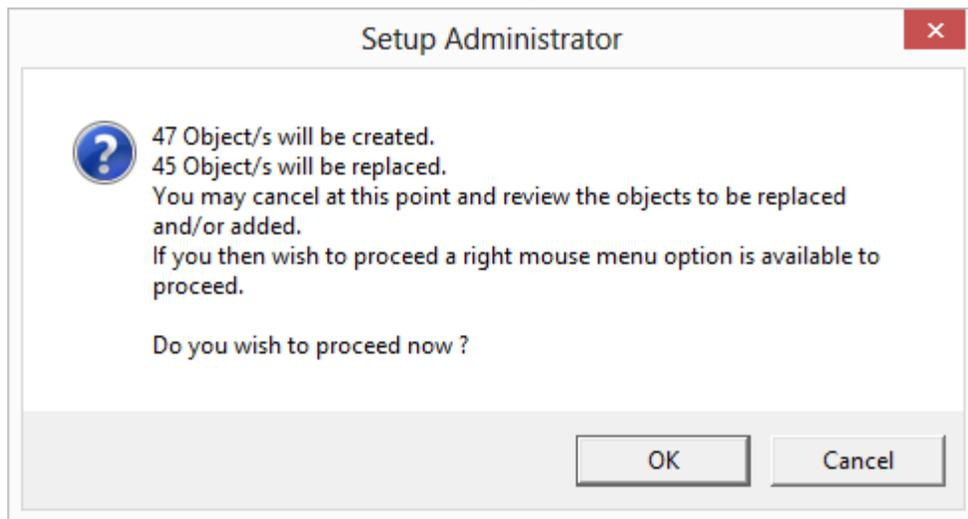 Setup Administrator
47 Object/s will be created.
45 Object/s will be replaced.
You may cancel at this point and review the objects to be replaced
and/or added.
If you then wish to proceed a right mouse menu option is available to
proceed.
Do you wish to proceed now ?
OK
Cancel